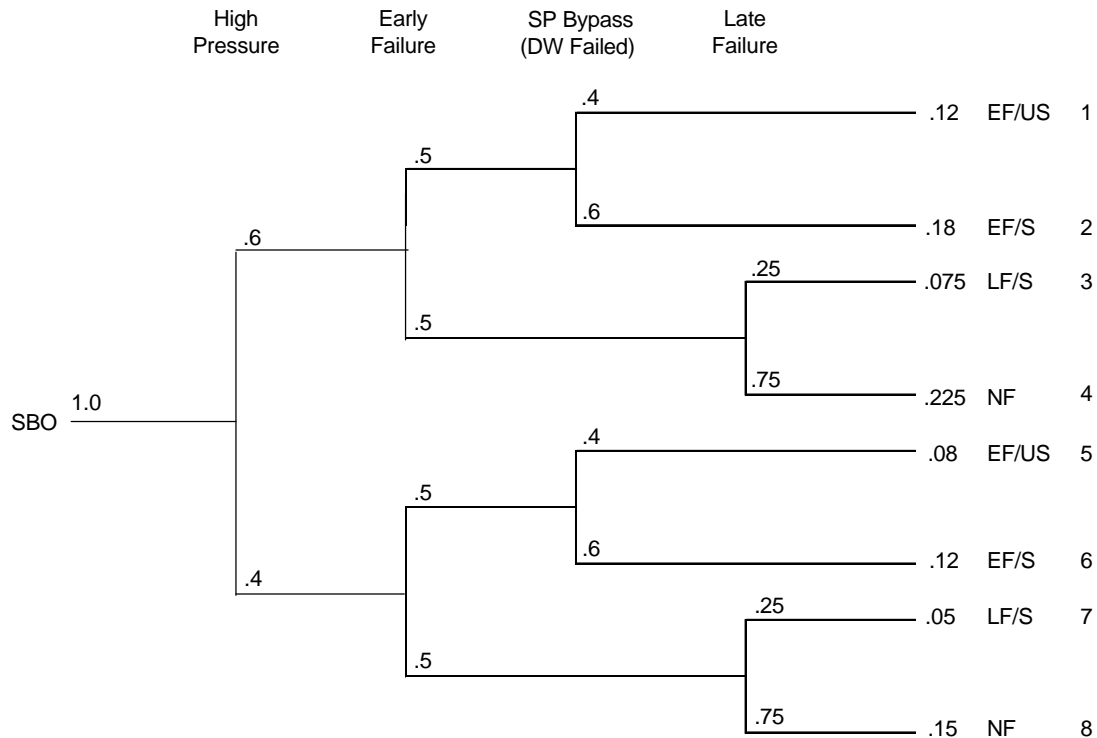 High Pressure
Early Failure
SP Bypass (DW Failed)
Late Failure
.4
.12 EF/US 1
.5
.6
.18 EF/S 2
.6
.25
.075 LF/S 3
.5
.75
.225 NF 4
1.0
SBO
.4
.08 EF/US 5
.5
.6
.12 EF/S 6
.4
.25
.05 LF/S 7
.5
.75
.15 NF 8